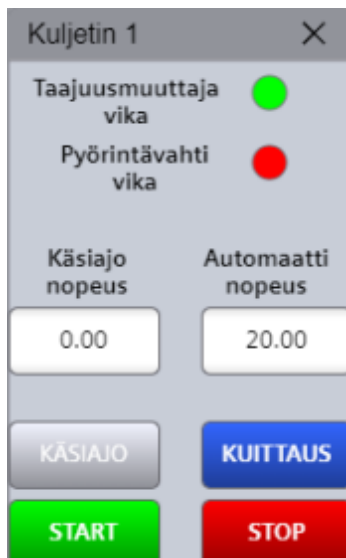 Kuljetin 1
Taajuusmuuttaja
vika
Pyörintävahti
vika
Käsiajo
nopeus
Automaatti
nopeus
0.00
20.00
KÄSIAJO
KUITTAUS
START
STOP